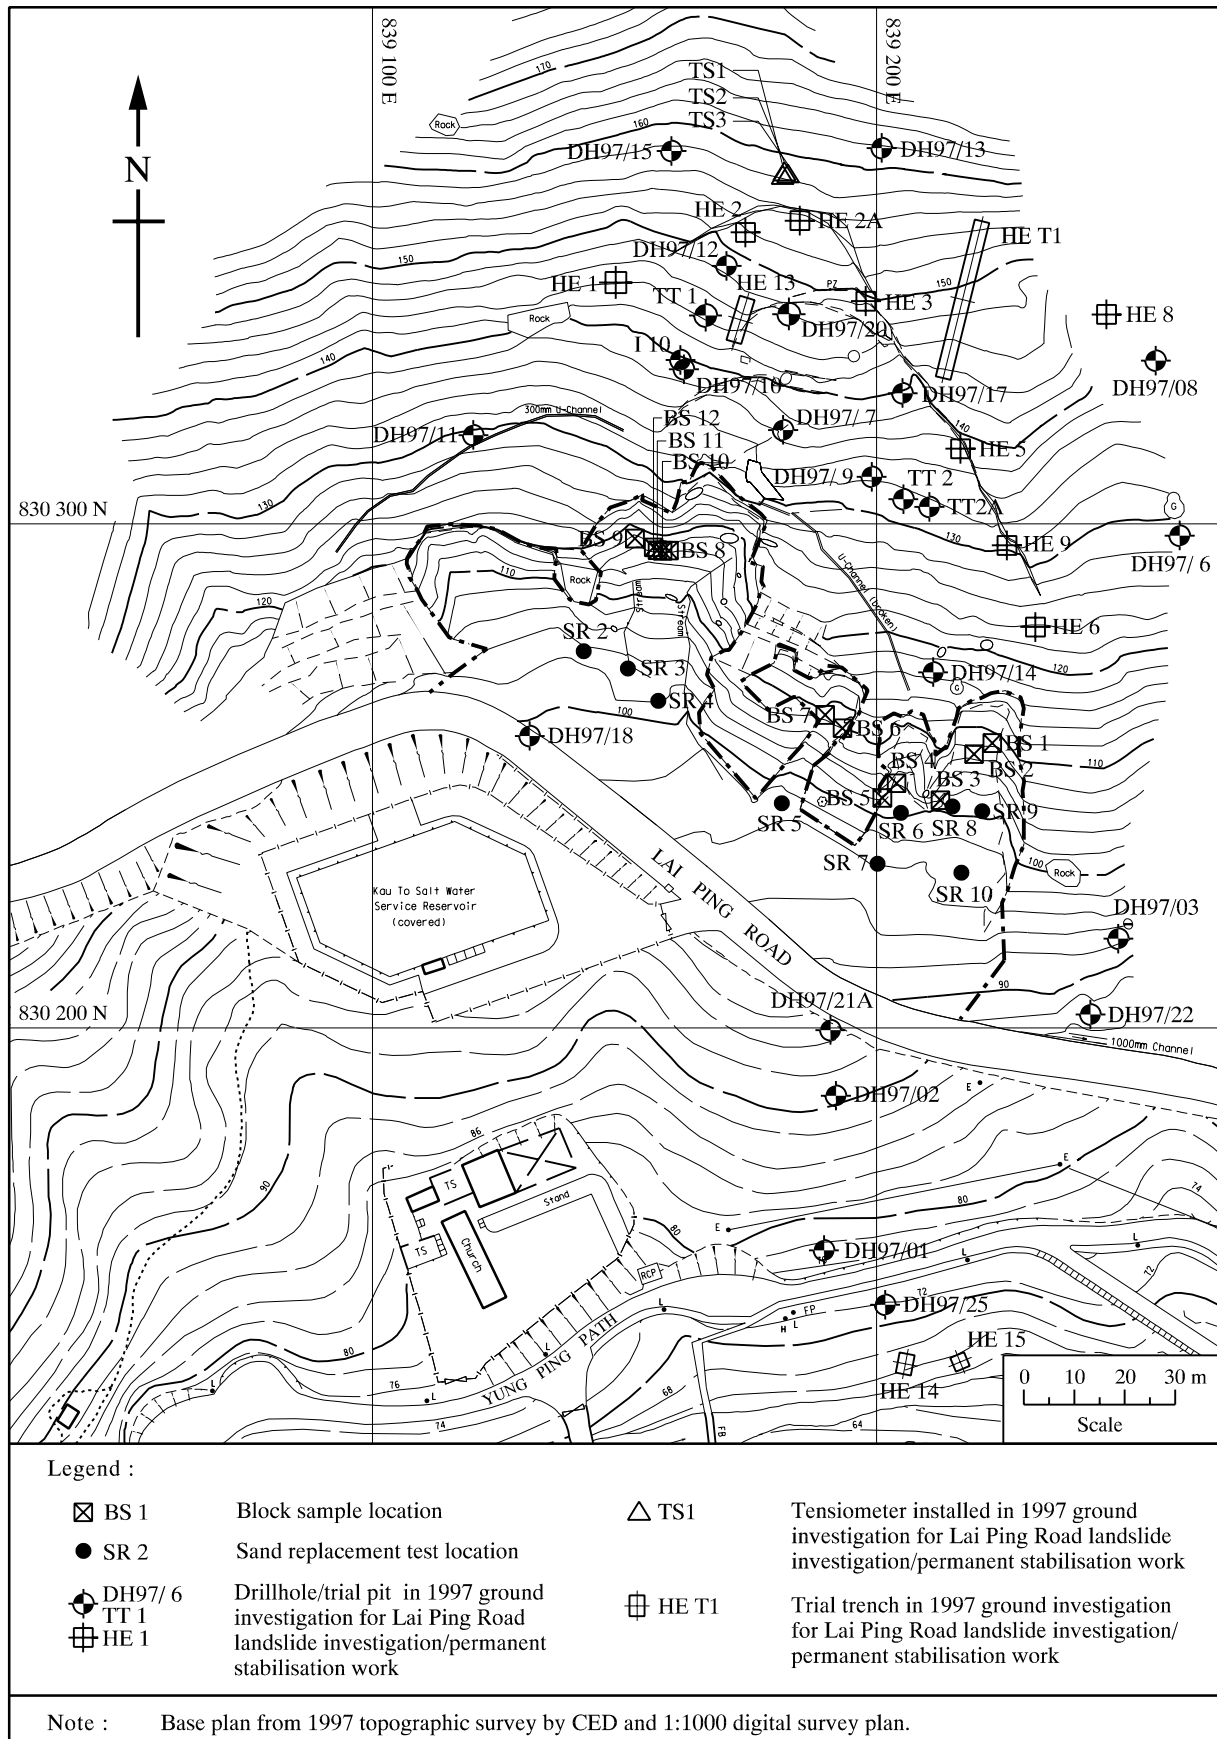 839 100 E
839 200 E
TS1
TS2
TS3
170
Rock
160
N
DH97/15
DH97/13
HE 2
HE 2A
HE T1
DH97/12
150
HE 1
HE 13
PZ
150
TT 1
HE 3
HE 8
Rock
DH97/20
I 10
140
DH97/16
DH97/17
DH97/08
300mm U-Channel
BS 12
DH97/ 7
140
DH97/11
BS 11
HE 5
BS 10
DH97/ 9
TT 2
130
TT2A
G
830 300 N
BS 9
BS 8
130
HE 9
DH97/ 6
110
Rock
Stream
Stream
U-Channel (broken)
120
SR 2
HE 6
SR 3
DH97/14
120
G
SR 4
100
BS 7
BS 6
DH97/18
BS 1
BS 4
BS 2
110
BS 3
BS 5
SR 5
SR 6
SR 8
SR 9
LAI PING ROAD
SR 7
100
Rock
Kau To Salt Water
Service Reservoir
(covered)
SR 10
DH97/03
90
DH97/21A
830 200 N
DH97/22
1000mm Channel
E
DH97/02
86
E
TS
90
Stand
74
80
80
E
TS
Church
DH97/01
L
L
RCP
72
72
L
FP
DH97/25
H
L
YUNG PING PATH
L
80
HE 15
76
HE 14
L
68
L
74
FB
64
0 10 20 30 m
Scale
Legend :
BS 1 Block sample location
TS1 Tensiometer installed in 1997 ground
investigation for Lai Ping Road landslide
investigation/permanent stabilisation work
SR 2 Sand replacement test location
DH97/ 6 Drillhole/trial pit in 1997 ground
TT 1 investigation for Lai Ping Road
HE 1 landslide investigation/permanent
stabilisation work
HE T1 Trial trench in 1997 ground investigation
for Lai Ping Road landslide investigation/
permanent stabilisation work
Note : Base plan from 1997 topographic survey by CED and 1:1000 digital survey plan.